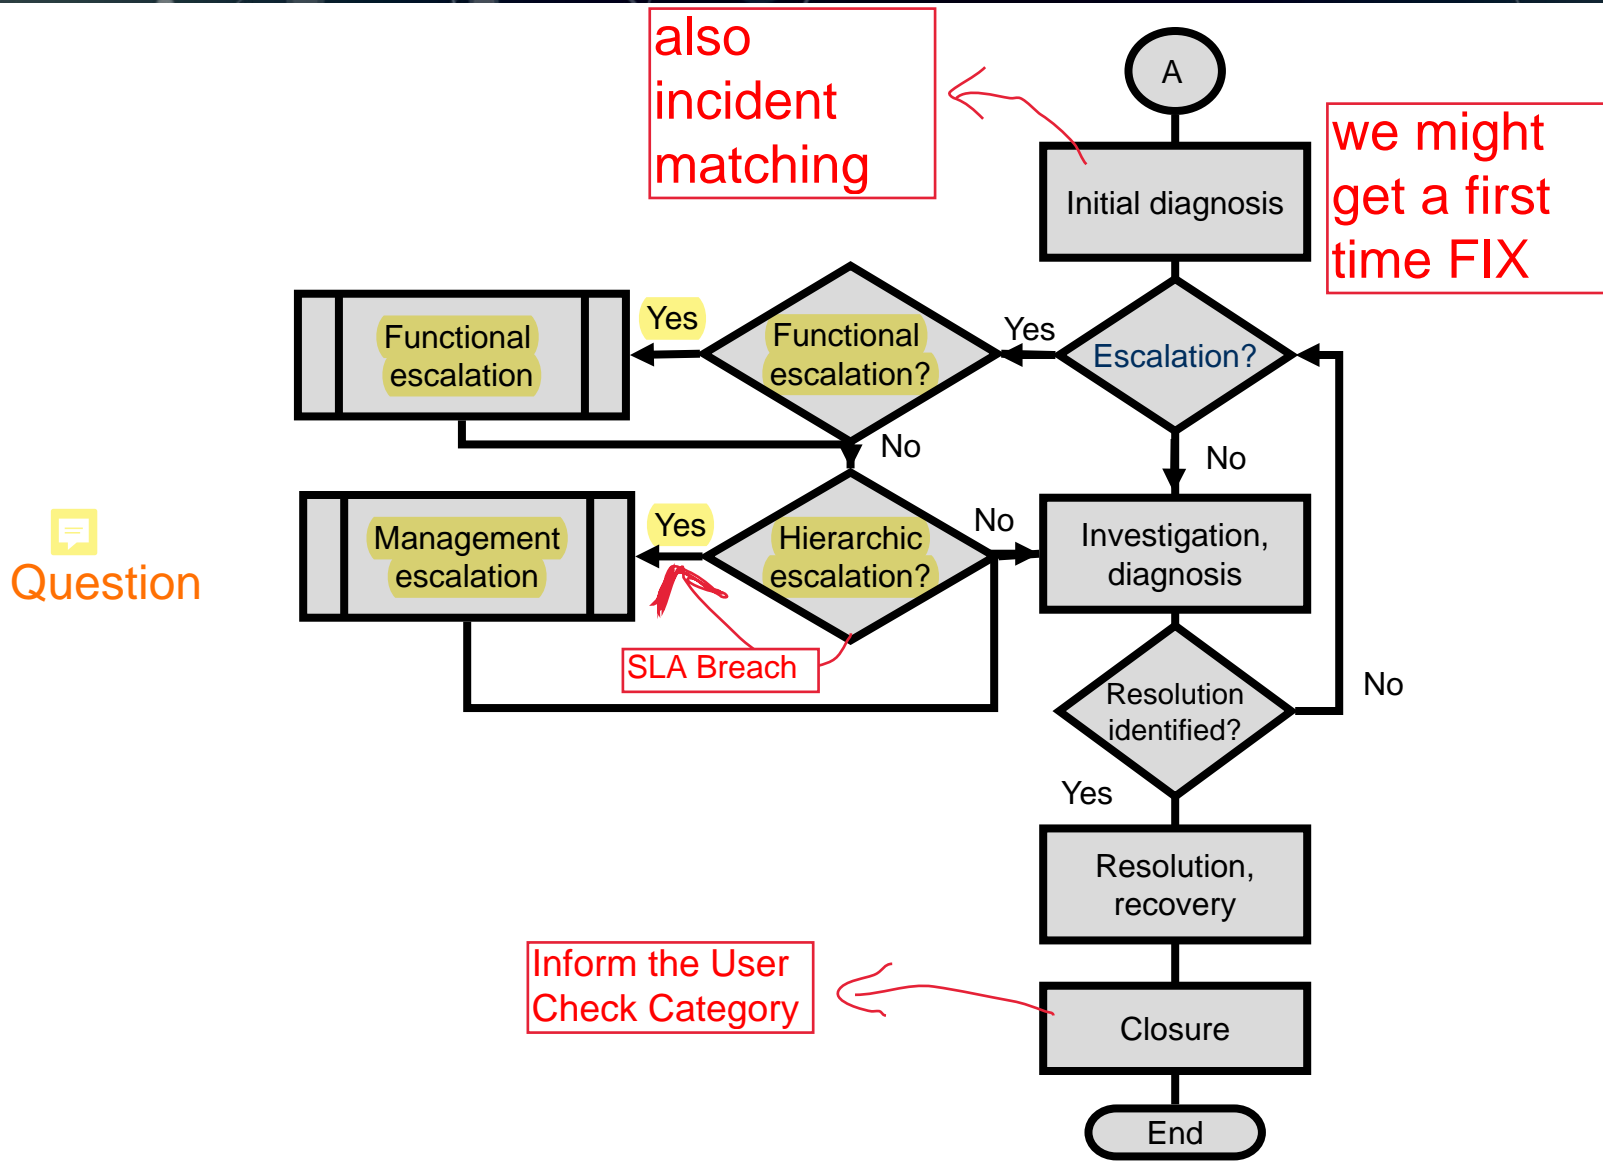 also
incident
matching
A
we might
get a first
time FIX
Initial diagnosis
Yes
Functional
escalation
Functional
escalation?
Yes
Escalation?
No
No
Question
Management
escalation
Yes
Hierarchic
escalation?
No
Investigation,
diagnosis
SLA Breach
Resolution
identified?
No
Yes
Resolution,
recovery
Inform the User
Check Category
Closure
End